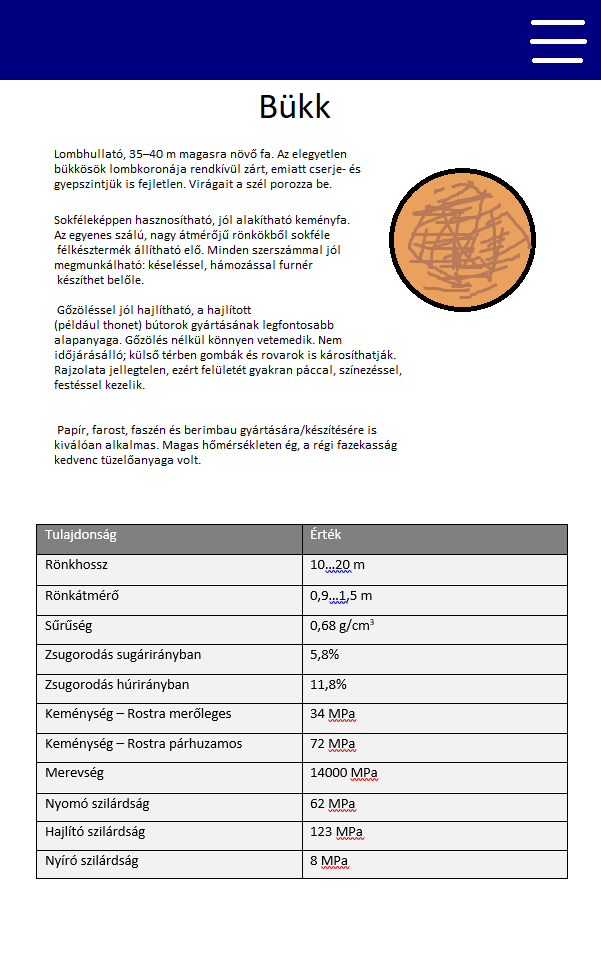 Bükk
Lombhullató, 35–40 m magasra növő fa. Az elegyetlen
bükkösök lombkoronája rendkívül zárt, emiatt cserje- és
gyepszintjük is fejletlen. Virágait a szél porozza be.
Sokféleképpen hasznosítható, jól alakítható keményfa.
Az egyenes szálú, nagy átmérőjű rönkökből sokféle
félkésztermék állítható elő. Minden szerszámmal jól
megmunkálható: késeléssel, hámozással furnér
készíthet belőle.
Gőzöléssel jól hajlítható, a hajlított
(például thonet) bútorok gyártásának legfontosabb
alapanyaga. Gőzölés nélkül könnyen vetemedik. Nem
időjárásálló; külső térben gombák és rovarok is károsíthatják.
Rajzolata jellegtelen, ezért felületét gyakran páccal, színezéssel,
festéssel kezelik.
Papír, farost, faszén és berimbau gyártására/készítésére is
kiválóan alkalmas. Magas hőmérsékleten ég, a régi fazekasság
kedvenc tüzelőanyaga volt.
Tulajdonság Érték
Rönkhossz 10...20 m
Rönkátmérő 0,9...1,5 m
Sűrűség 0,68 g/cm³
Zsugorodás sugárirányban 5,8%
Zsugorodás húrirányban 11,8%
Keménység – Rostra merőleges 34 MPa
Keménység – Rostra párhuzamos 72 MPa
Merevség 14000 MPa
Nyomó szilárdság 62 MPa
Hajlító szilárdság 123 MPa
Nyíró szilárdság 8 MPa